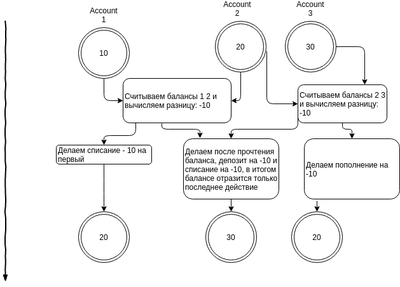 Account
1
Account
2
Account
3
10
20
30
Считываем балансы 1 2 и
вычисляем разницу: -10
Считываем балансы 2 3
и вычисляем разницу:
-10
Делаем списание - 10 на
первый
Делаем после прочтения
баланса, депозит на -10 и
списание на -10, в итоговом
балансе отразится только
последнее действие
Делаем пополнение на
-10
20
30
20